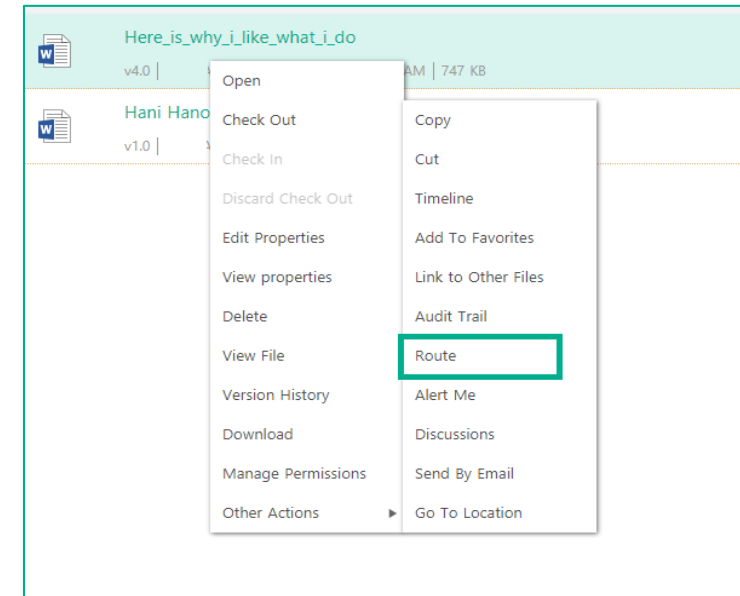 Here_is_why_i_like_what_i_do
v4.0 | AM | 747 KB
Hani Hano
v1.0 |
Open
Check Out
Check In
Discard Check Out
Edit Properties
View properties
Delete
View File
Version History
Download
Manage Permissions
Other Actions
Copy
Cut
Timeline
Add To Favorites
Link to Other Files
Audit Trail
Route
Alert Me
Discussions
Send By Email
Go To Location